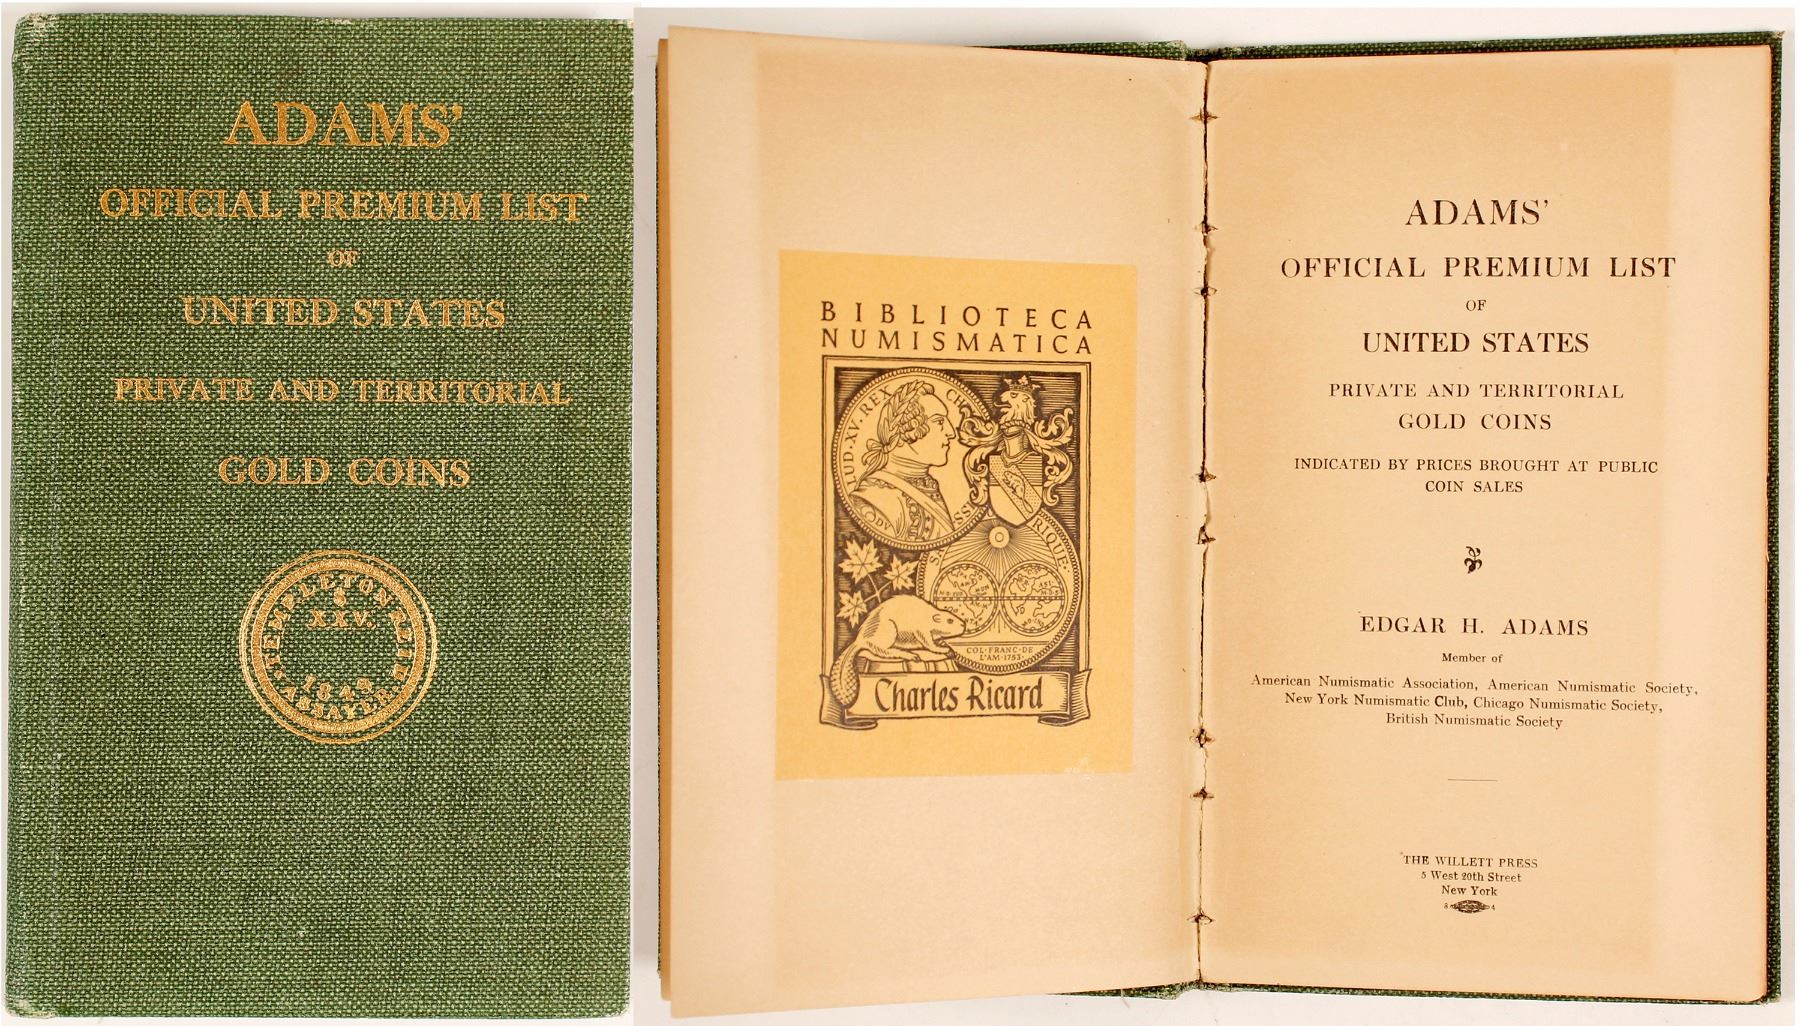 ADAMS'
OFFICIAL PREMIUM LIST
OF
UNITED STATES
PRIVATE AND TERRITORIAL
GOLD COINS
TEMPLETON REID
$
XXV.
1849
ASSAYER.
BIBLIOTECA
NUMISMATICA
LUD·XV·REX
CH
SS
RIQUE·
COL·FRANC·DE
L'AM·1753·
Charles Ricard
ADAMS'
OFFICIAL PREMIUM LIST
OF
UNITED STATES
PRIVATE AND TERRITORIAL
GOLD COINS
INDICATED BY PRICES BROUGHT AT PUBLIC
COIN SALES
EDGAR H. ADAMS
Member of
American Numismatic Association, American Numismatic Society,
New York Numismatic Club, Chicago Numismatic Society,
British Numismatic Society
THE WILLETT PRESS
5 West 20th Street
New York